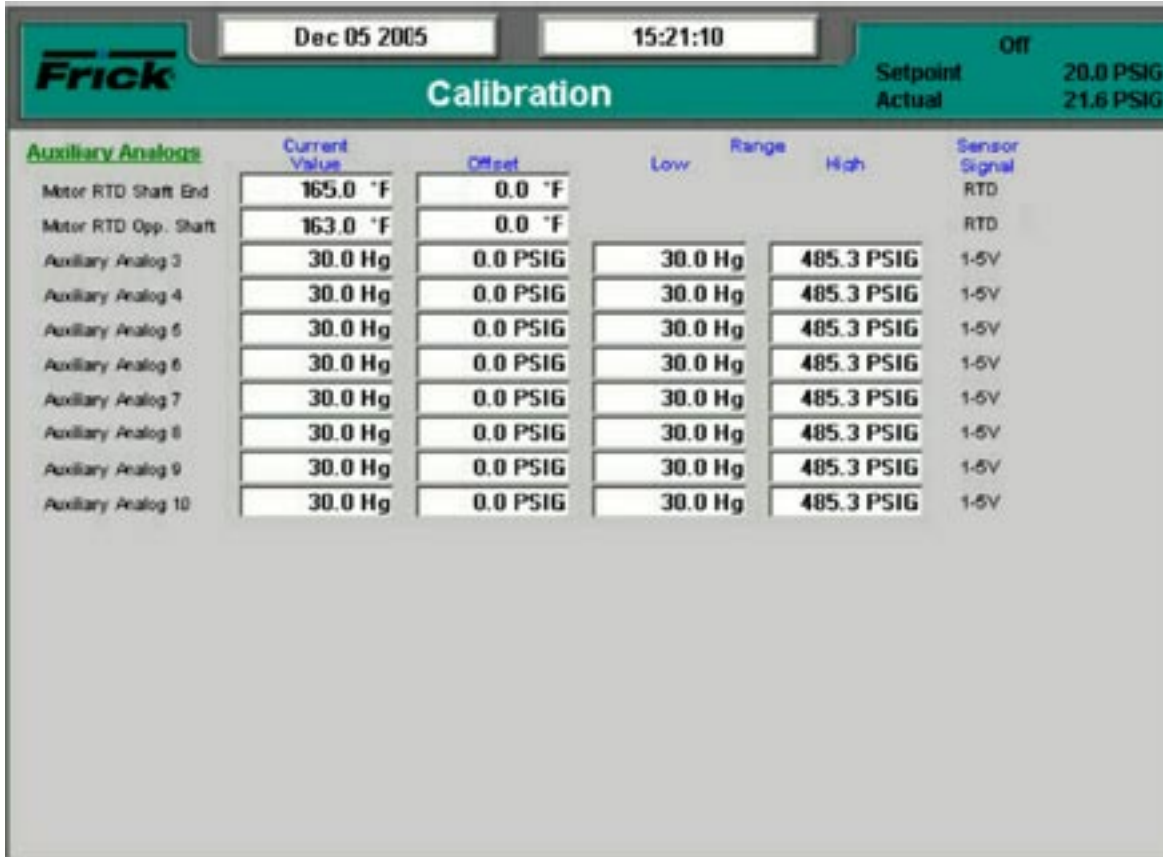 Dec 05 2005 15:21:10 Off
Frick Calibration Setpoint 20.0 PSIG
Actual 21.6 PSIG
Auxiliary Analogs Current Value Offset Range Low High Sensor Signal
Motor RTD Shaft End 165.0 °F 0.0 °F RTD
Motor RTD Opp. Shaft 163.0 °F 0.0 °F RTD
Auxiliary Analog 3 30.0 Hg 0.0 PSIG 30.0 Hg 485.3 PSIG 1-5V
Auxiliary Analog 4 30.0 Hg 0.0 PSIG 30.0 Hg 485.3 PSIG 1-5V
Auxiliary Analog 5 30.0 Hg 0.0 PSIG 30.0 Hg 485.3 PSIG 1-5V
Auxiliary Analog 6 30.0 Hg 0.0 PSIG 30.0 Hg 485.3 PSIG 1-5V
Auxiliary Analog 7 30.0 Hg 0.0 PSIG 30.0 Hg 485.3 PSIG 1-5V
Auxiliary Analog 8 30.0 Hg 0.0 PSIG 30.0 Hg 485.3 PSIG 1-5V
Auxiliary Analog 9 30.0 Hg 0.0 PSIG 30.0 Hg 485.3 PSIG 1-5V
Auxiliary Analog 10 30.0 Hg 0.0 PSIG 30.0 Hg 485.3 PSIG 1-5V